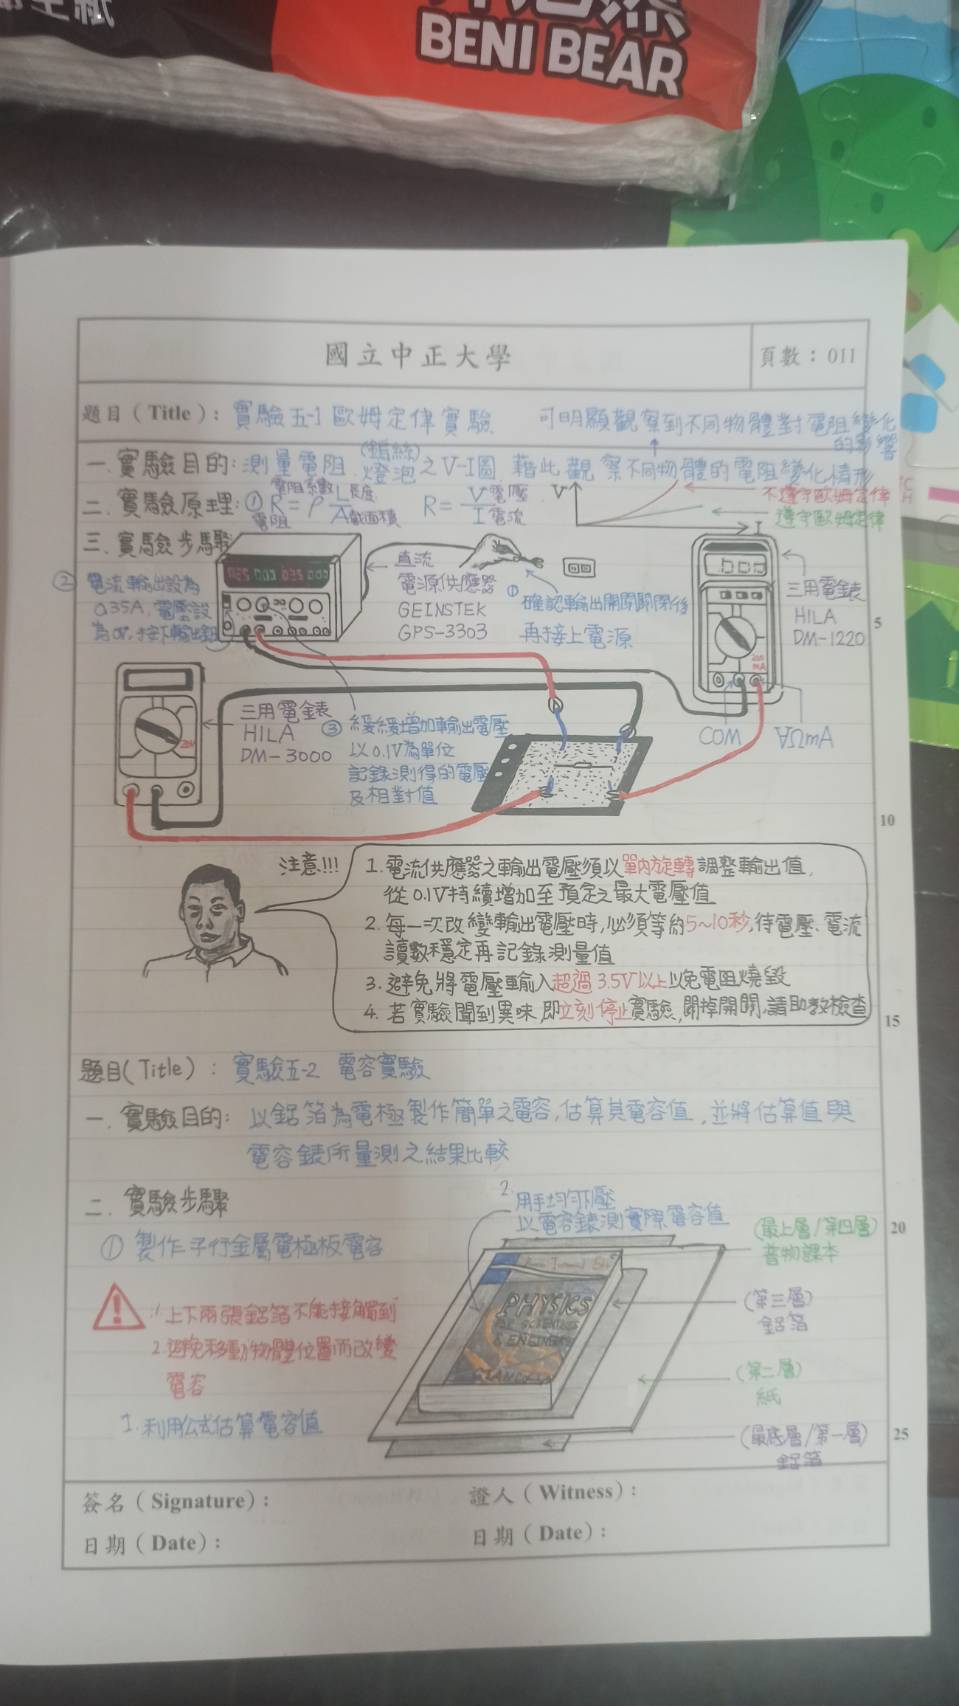 BENI BEAR
國立中正大學
頁數：011
題目（Title）：實驗五-1 歐姆定律實驗
可明顯觀察到不同物體對電阻變化的影響
一. 實驗目的：測量電阻、燈泡(鎢絲)之V-I圖，藉此觀察不同物體的電阻變化情形
二. 實驗原理：① R=ρL/A R=V/I
電阻係數 長度
電阻 截面積
電壓
電流
V
I
不遵守歐姆定律
遵守歐姆定律
三. 實驗步驟
② 電流輸出設為
0.35A，電壓設
為0V，按下輸出鈕
直流
電源供應器
GEINSTEK
GPS-3303
① 確認輸出開關關閉後
再接上電源
三用電錶
HILA
DM-1220
5
三用電錶
HILA
DM-3000
③ 緩緩增加輸出電壓
以0.1V為單位
記錄測得的電壓
及相對值
COM
VΩmA
10
注意!!!
1. 電流供應器之輸出電壓須以單向旋轉調整輸出值，
從0.1V持續增加至預定之最大電壓值
2. 每一次改變輸出電壓時，必須等約5~10秒，待電壓、電流
讀數穩定再記錄測量值
3. 避免將電壓輸入超過3.5V以上以免電阻燒毀
4. 若實驗聞到異味，即立刻停止實驗，關掉開關，請助教檢查
15
題目(Title)：實驗五-2 電容實驗
一. 實驗目的：以鋁箔為電極製作簡單之電容，估算其電容值，並將估算值與
電容錶所量測之結果比較
二. 實驗步驟
2. 用手均勻下壓
以電容錶測實際電容值
20
① 製作平行金屬電極板電容
(最上層/第四層)
普物課本
PHYSICS
FOR SCIENTISTS
& ENGINEERS
!
1. 上下兩張鋁箔不能接觸到
2. 避免移動物體位置而改變
電容
(第三層)
鋁箔
(第二層)
紙
1. 利用公式估算電容值
(最底層/第一層)
鋁箔
25
簽名（Signature）：
證人（Witness）：
日期（Date）：
日期（Date）：